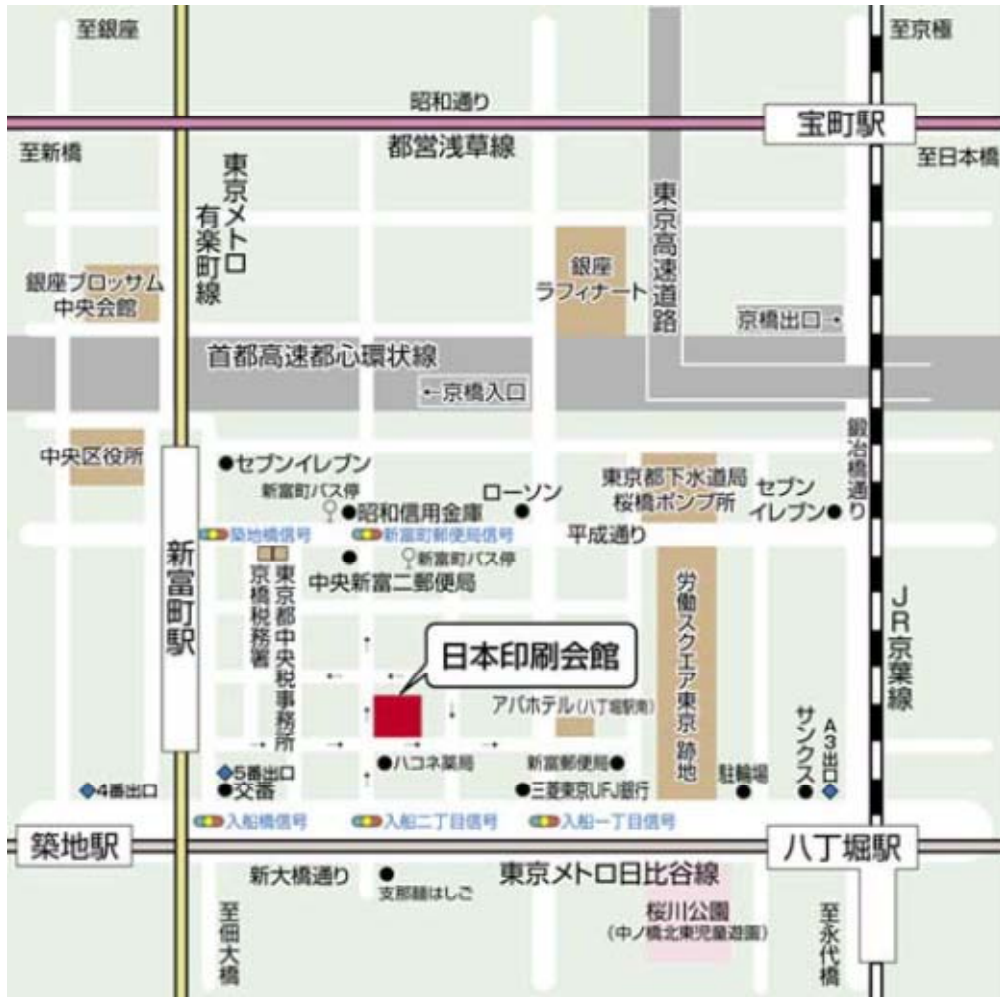 至銀座
至京極
昭和通り
宝町駅
至新橋
都営浅草線
至日本橋
東京メトロ
有楽町線
東京高速道路
銀座
ラフィナート
銀座ブロッサム
中央会館
京橋出口→
首都高速都心環状線
←京橋入口
鍛冶橋通り
中央区役所
セブンイレブン
新富町バス停
昭和信用金庫
ローソン
東京都下水道局
桜橋ポンプ所
セブン
イレブン
築地橋信号
新富町郵便局信号
平成通り
新富町駅
新富町バス停
中央新富二郵便局
東京都中央税事務所
京橋税務署
労働スクエア東京 跡地
JR京葉線
日本印刷会館
アパホテル(八丁堀駅南)
サンクス
A3出口
ハコネ薬局
新富郵便局
駐輪場
5番出口
4番出口
交番
三菱東京UFJ銀行
入船橋信号
入船二丁目信号
入船一丁目信号
築地駅
八丁堀駅
新大橋通り
東京メトロ日比谷線
支那麺はしご
桜川公園
(中ノ橋北東児童遊園)
至佃大橋
至永代橋